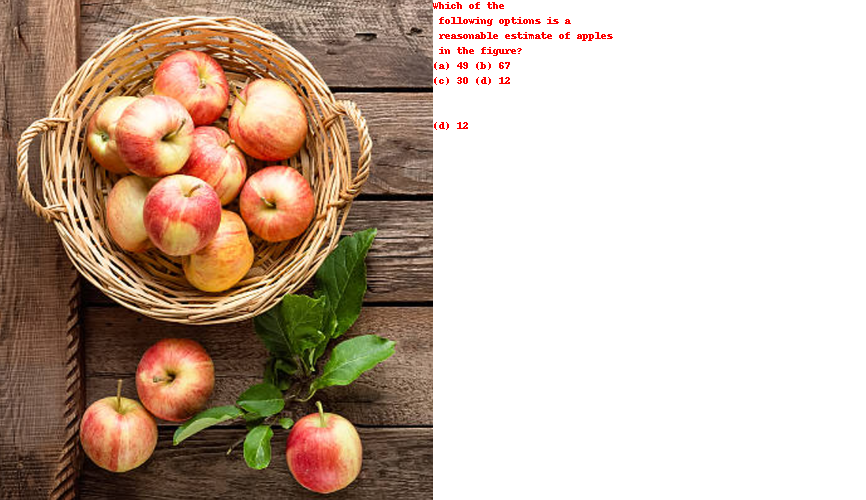 Which of the
following options is a
reasonable estimate of apples
in the figure?
(a) 49 (b) 67
(c) 30 (d) 12
(d) 12